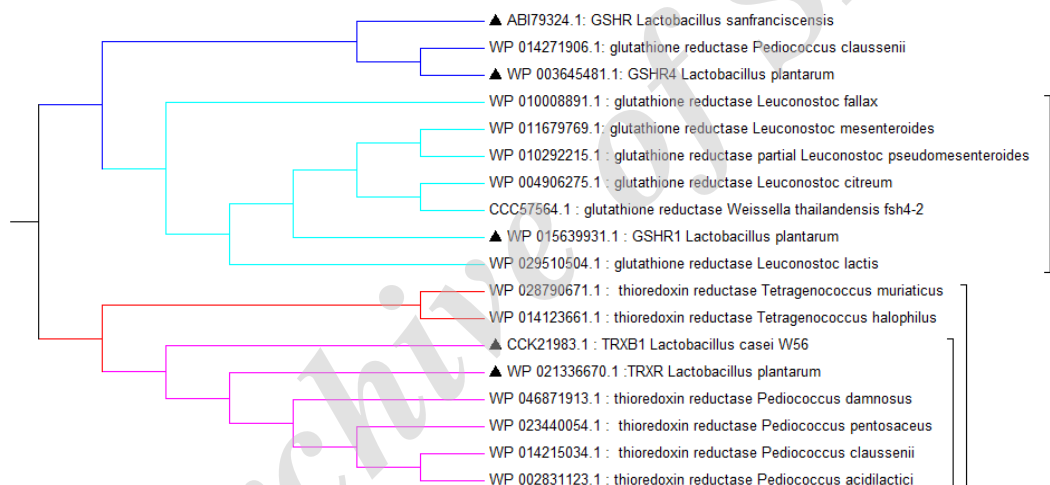 ▲ ABI79324.1: GSHR Lactobacillus sanfranciscensis
WP 014271906.1: glutathione reductase Pediococcus claussenii
▲ WP 003645481.1: GSHR4 Lactobacillus plantarum
WP 010008891.1 : glutathione reductase Leuconostoc fallax
WP 011679769.1: glutathione reductase Leuconostoc mesenteroides
WP 010292215.1 : glutathione reductase partial Leuconostoc pseudomesenteroides
WP 004906275.1 : glutathione reductase Leuconostoc citreum
CCC57564.1 : glutathione reductase Weissella thailandensis fsh4-2
▲ WP 015639931.1 : GSHR1 Lactobacillus plantarum
WP 029510504.1 : glutathione reductase Leuconostoc lactis
WP 028790671.1 : thioredoxin reductase Tetragenococcus muriaticus
WP 014123661.1 : thioredoxin reductase Tetragenococcus halophilus
▲ CCK21983.1 : TRXB1 Lactobacillus casei W56
▲ WP 021336670.1 :TRXR Lactobacillus plantarum
WP 046871913.1 : thioredoxin reductase Pediococcus damnosus
WP 023440054.1 : thioredoxin reductase Pediococcus pentosaceus
WP 014215034.1 : thioredoxin reductase Pediococcus claussenii
WP 002831123.1 : thioredoxin reductase Pediococcus acidilactici
chive of S